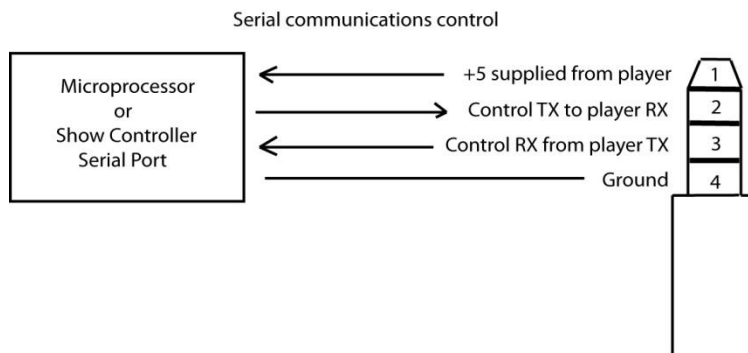 Serial communications control
Microprocessor
or
Show Controller
Serial Port
+5 supplied from player
Control TX to player RX
Control RX from player TX
Ground
1
2
3
4